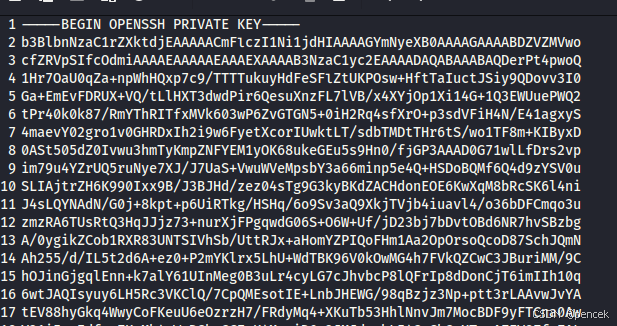 1 -----BEGIN OPENSSH PRIVATE KEY-----
2 b3BlbnNzaC1rZXktdjEAAAAACmFlczI1Ni1jdHIAAAAGYmNyeXB0AAAAGAAAABDZVZMVwo
3 cfZRVpSIfcOdmiAAAAEAAAAAEAAAEXAAAAB3NzaC1yc2EAAAADAQABAAABAQDerPt4pwoQ
4 1Hr7OaU0qZa+npWhHQxp7c9/TTTTukuyHdFeSFlZtUKPOsw+HftTaIuctJSiy9QDovv3I0
5 Ga+EmEvFDRUX+VQ/tLlHXT3dwdPir6QesuXnzFL7lVB/x4XYjOp1Xi14G+1Q3EWUuePWQ2
6 tPr40k0k87/RmYThRITfxMVk603wP6ZvGTGN5+0iH2Rq4sfXrO+p3sdVFiH4N/E41agxyS
7 4maevY02gro1v0GHRDxIh2i9w6FyetXcorIUwktLT/sdbTMDtTHr6tS/wo1TF8m+KIByxD
8 0ASt505dZ0Ivwu3hmTyKmpZNFYEM1yOK68ukeGEu5s9Hn0/fjGP3AAAD0G71wlLfDrs2vp
9 im79u4YZrUQ5ruNye7XJ/J7UaS+VwuWVeMpsbY3a66minp5e4Q+HSDoBQMf6Q4d9zYSV0u
10 SLIAjtrZH6K990Ixx9B/J3BJHd/zez04sTg9G3kyBKdZACHdonEOE6KwXqM8bRcSK6l4ni
11 J4sLQYNAdN/G0j+8kpt+p6UiRTkg/HSHq/6o9Sv3aQ9XkjTVjb4iuavl4/o36bDFCmqo3u
12 zmzRA6TUsRtQ3HqJJjz73+nurXjFPgqwdG06S+O6W+Uf/jD23bj7bDvtOBd6NR7hvSBzbg
13 A/0ygikZCob1RXR83UNTSIVhSb/UttRJx+aHomYZPIQoFHm1Aa2OpOrsoQcoD87SchJQmN
14 Ah255/d/IL5t2d6A+ez0+P2mYKlrx5LhU+WdTBK96V0kOwMG4h7FVkQZCwC3JBuriMM/9C
15 hOJinGjgqlEnn+k7alY61UInMeg0B3uLr4cyLG7cJhvbcP8lQFrIp8dDonCjT6imIIh10q
16 6wtJAQIsyuy6LH5Rc3VKClQ/7CpQMEsotIE+LnbJHEWG/98qBzjz3Np+ptt3rLAAvwJvYA
17 tEV88hyGkq4WwyCoFKeuU6eOzrzH7/FRdyMq4+XKuTb53HhlNnvJm7MocBDF9yFTC